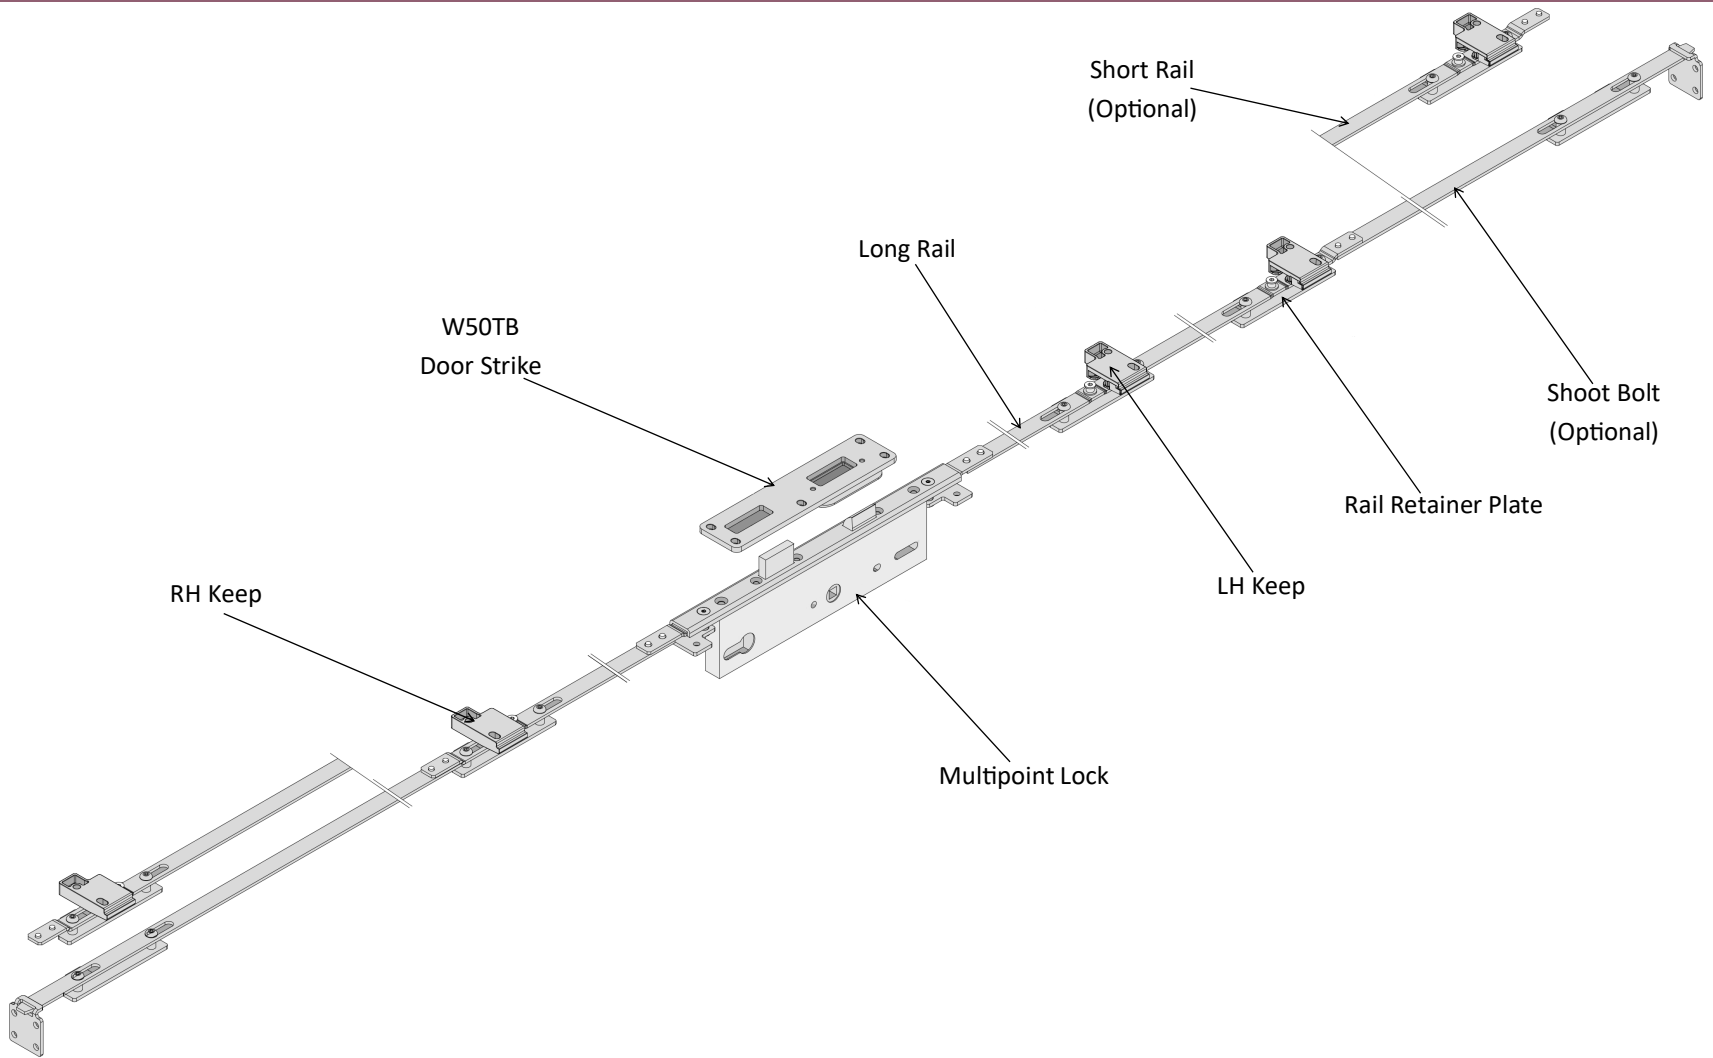 Short Rail
(Optional)
Long Rail
W50TB
Door Strike
Shoot Bolt
(Optional)
Rail Retainer Plate
RH Keep
LH Keep
Multipoint Lock